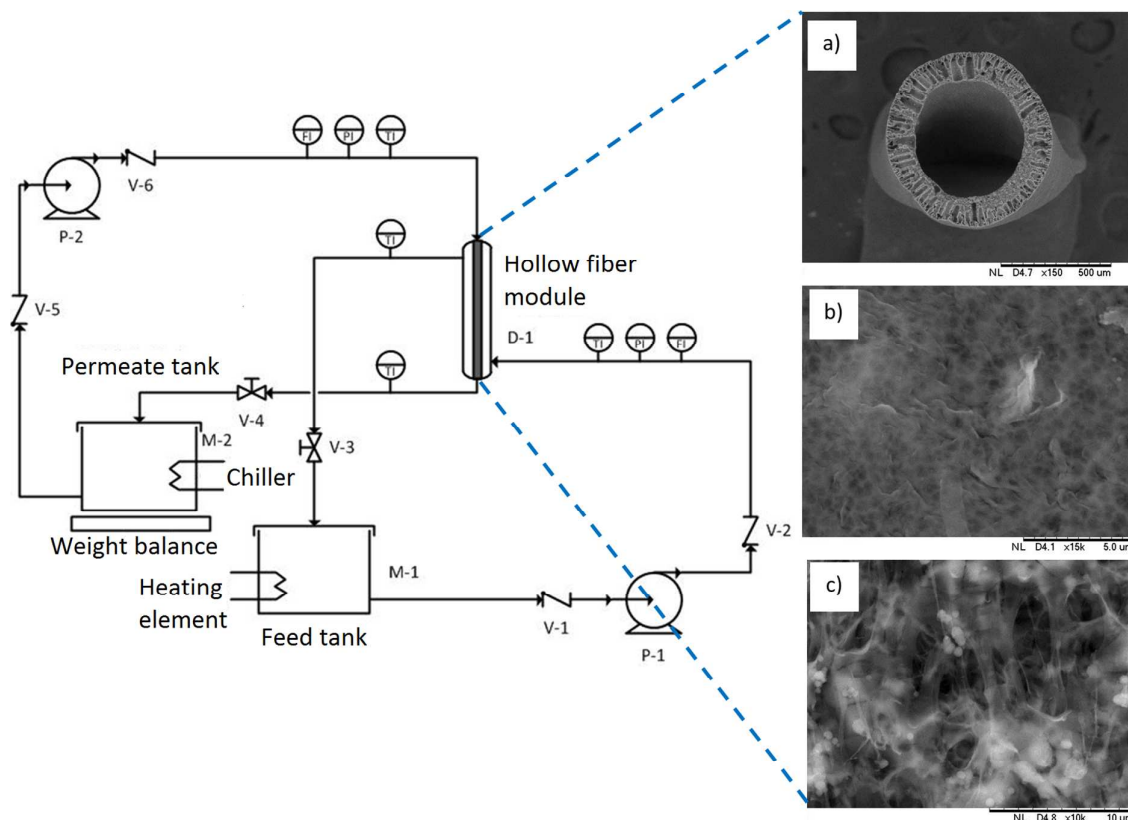 a)
NL D4.7 x150 500 um
FI PI TI
V-6
P-2
TI
Hollow fiber
module
D-1
V-5
b)
TI PI FI
Permeate tank
TI
V-4
M-2
V-3
Chiller
NL D4.1 x15k 5.0 um
Weight balance
V-2
c)
Heating
element
M-1
Feed tank
V-1
P-1
NL D4.8 x10k 10 um